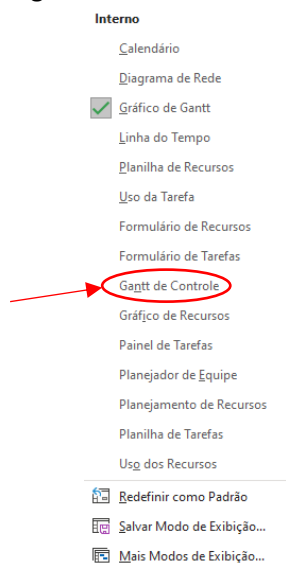 Interno
Calendário
Diagrama de Rede
Gráfico de Gantt
Linha do Tempo
Planilha de Recursos
Uso da Tarefa
Formulário de Recursos
Formulário de Tarefas
Gantt de Controle
Gráfico de Recursos
Painel de Tarefas
Planejador de Equipe
Planejamento de Recursos
Planilha de Tarefas
Uso dos Recursos
Redefinir como Padrão
Salvar Modo de Exibição...
Mais Modos de Exibição...